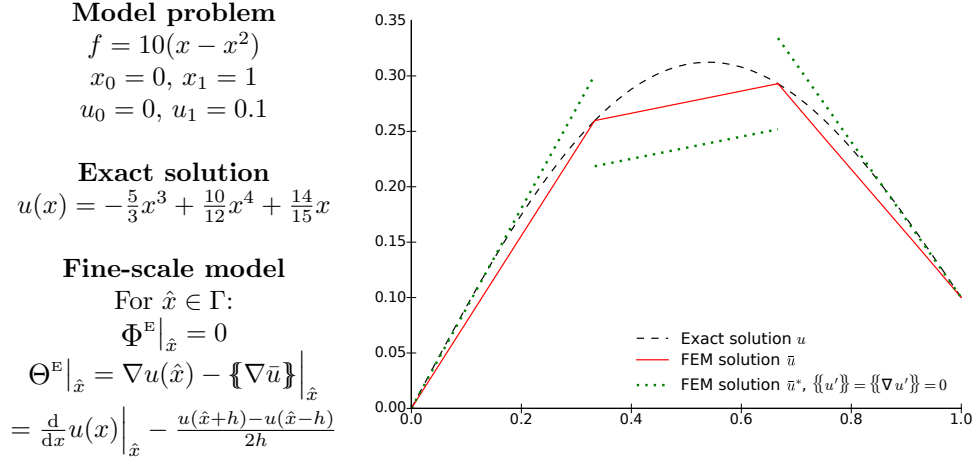 Model problem
f = 10(x − x²)
x₀ = 0, x₁ = 1
u₀ = 0, u₁ = 0.1
Exact solution
u(x) = −5/3 x³ + 10/12 x⁴ + 14/15 x
Fine-scale model
For x̂ ∈ Γ:
Φᴱ|ₓ̂ = 0
Θᴱ|ₓ̂ = ∇u(x̂) − {{∇ū}}|ₓ̂
= d/dx u(x)|ₓ̂ − (u(x̂+h)−u(x̂−h))/2h
0.35
0.30
0.25
0.20
0.15
0.10
0.05
0.00
0.0 0.2 0.4 0.6 0.8 1.0
Exact solution u
FEM solution ū
FEM solution ū*, {{u′}} = {{∇u′}} = 0